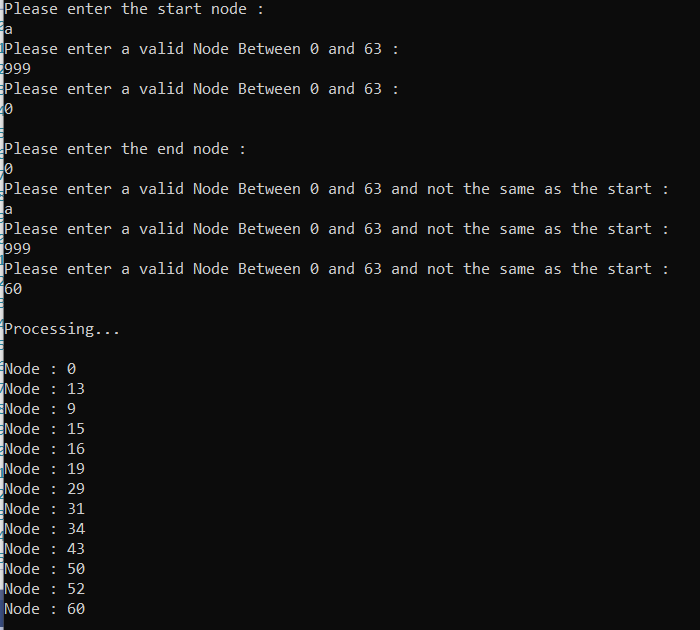 Please enter the start node :
a
Please enter a valid Node Between 0 and 63 :
999
Please enter a valid Node Between 0 and 63 :
0
Please enter the end node :
0
Please enter a valid Node Between 0 and 63 and not the same as the start :
a
Please enter a valid Node Between 0 and 63 and not the same as the start :
999
Please enter a valid Node Between 0 and 63 and not the same as the start :
60
Processing...
Node : 0
Node : 13
Node : 9
Node : 15
Node : 16
Node : 19
Node : 29
Node : 31
Node : 34
Node : 43
Node : 50
Node : 52
Node : 60